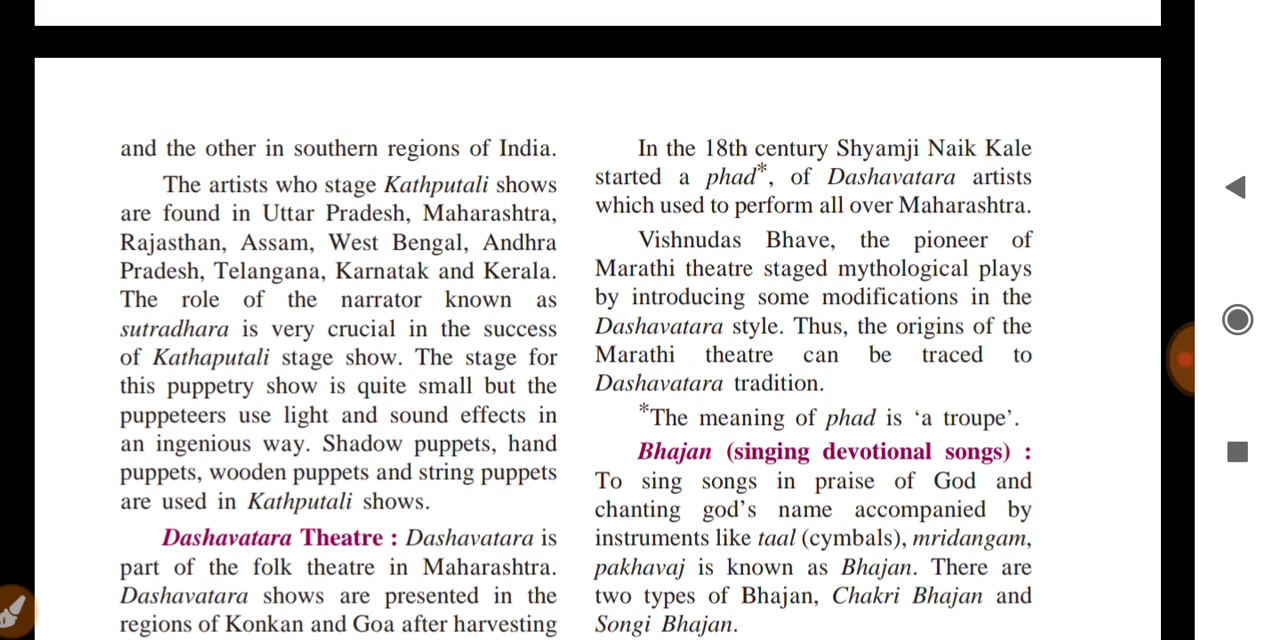 and the other in southern regions of India.
The artists who stage Kathputali shows
are found in Uttar Pradesh, Maharashtra,
Rajasthan, Assam, West Bengal, Andhra
Pradesh, Telangana, Karnatak and Kerala.
The role of the narrator known as
sutradhara is very crucial in the success
of Kathaputali stage show. The stage for
this puppetry show is quite small but the
puppeteers use light and sound effects in
an ingenious way. Shadow puppets, hand
puppets, wooden puppets and string puppets
are used in Kathputali shows.
Dashavatara Theatre : Dashavatara is
part of the folk theatre in Maharashtra.
Dashavatara shows are presented in the
regions of Konkan and Goa after harvesting
In the 18th century Shyamji Naik Kale
started a phad*, of Dashavatara artists
which used to perform all over Maharashtra.
Vishnudas Bhave, the pioneer of
Marathi theatre staged mythological plays
by introducing some modifications in the
Dashavatara style. Thus, the origins of the
Marathi theatre can be traced to
Dashavatara tradition.
*The meaning of phad is ‘a troupe’.
Bhajan (singing devotional songs) :
To sing songs in praise of God and
chanting god’s name accompanied by
instruments like taal (cymbals), mridangam,
pakhavaj is known as Bhajan. There are
two types of Bhajan, Chakri Bhajan and
Songi Bhajan.